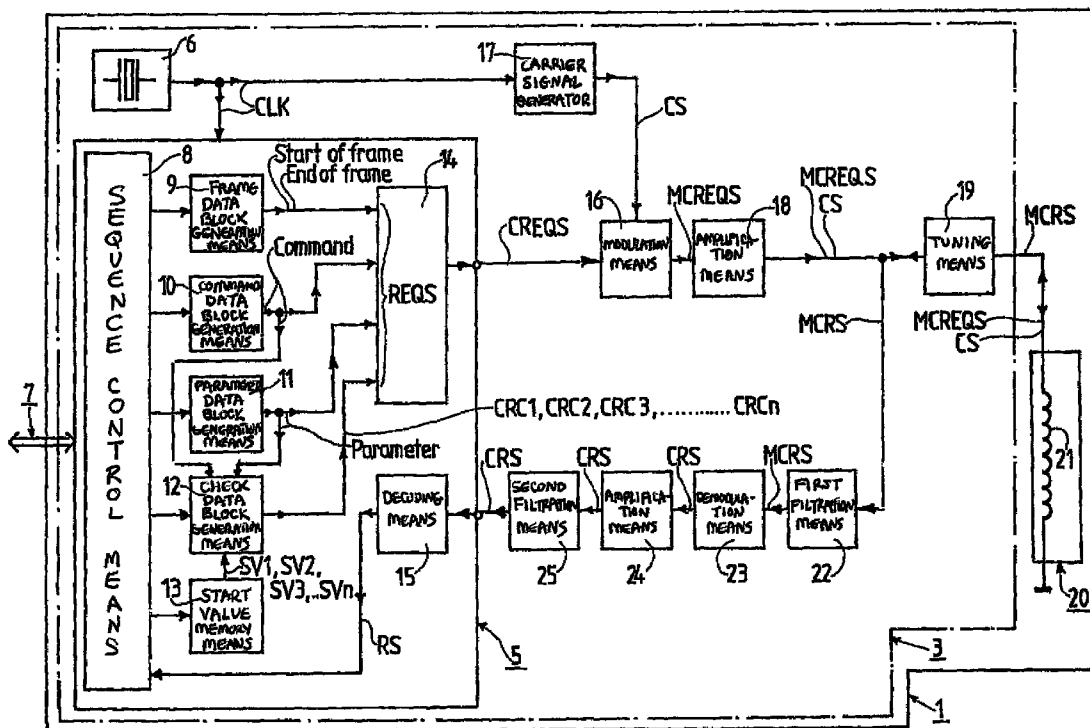 6
17
CARRIER
SIGNAL
GENERATOR
CLK
CS
8
SEQUENCE CONTROL MEANS
9
FRAME
DATA
BLOCK
GENERATION
MEANS
Start of frame
End of frame
14
REQS
Command
10
COMMAND
DATA
BLOCK
GENERATION
MEANS
CREQS
16
MODULATION
MEANS
MCREQS
18
AMPLIFICA-
TION
MEANS
MCREQS
CS
19
TUNING
MEANS
MCRS
MCRS
MCREQS
CS
7
PARAMETER
DATA
BLOCK
GENERATION
MEANS
11
Parameter
CRC1, CRC2, CRC3,............CRCn
21
12
CHECK
DATA
BLOCK
GENERATION
MEANS
DECIDING
MEANS
15
CRS
SECOND
FILTRATION
MEANS
25
CRS
AMPLIFICA-
TION
MEANS
24
CRS
DEMODULA-
TION
MEANS
23
MCRS
FIRST
FILTRATION
MEANS
22
SV1, SV2,
SV3,...SVn
13
START
VALUE
MEMORY
MEANS
RS
5
3
20
1